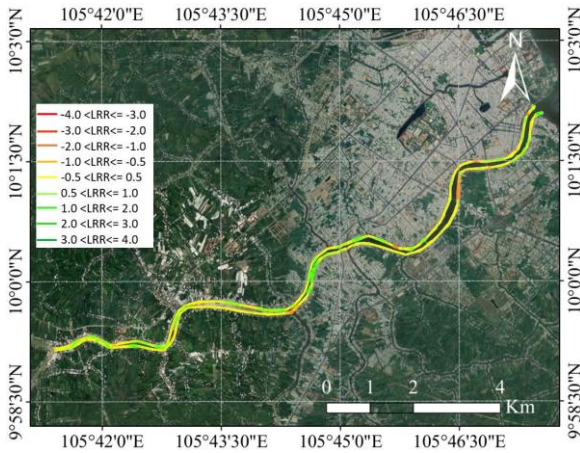 105°42'0"E 105°43'30"E 105°45'0"E 105°46'30"E
10°3'0"N
10°3'0"N
N
-4.0 <LRR<= -3.0
-3.0 <LRR<= -2.0
-2.0 <LRR<= -1.0
-1.0 <LRR<= -0.5
-0.5 <LRR<= 0.5
0.5 <LRR<= 1.0
1.0 <LRR<= 2.0
2.0 <LRR<= 3.0
3.0 <LRR<= 4.0
10°1'30"N
10°1'30"N
10°0'0"N
10°0'0"N
9°58'30"N
9°58'30"N
0 1 2 4
Km
105°42'0"E 105°43'30"E 105°45'0"E 105°46'30"E